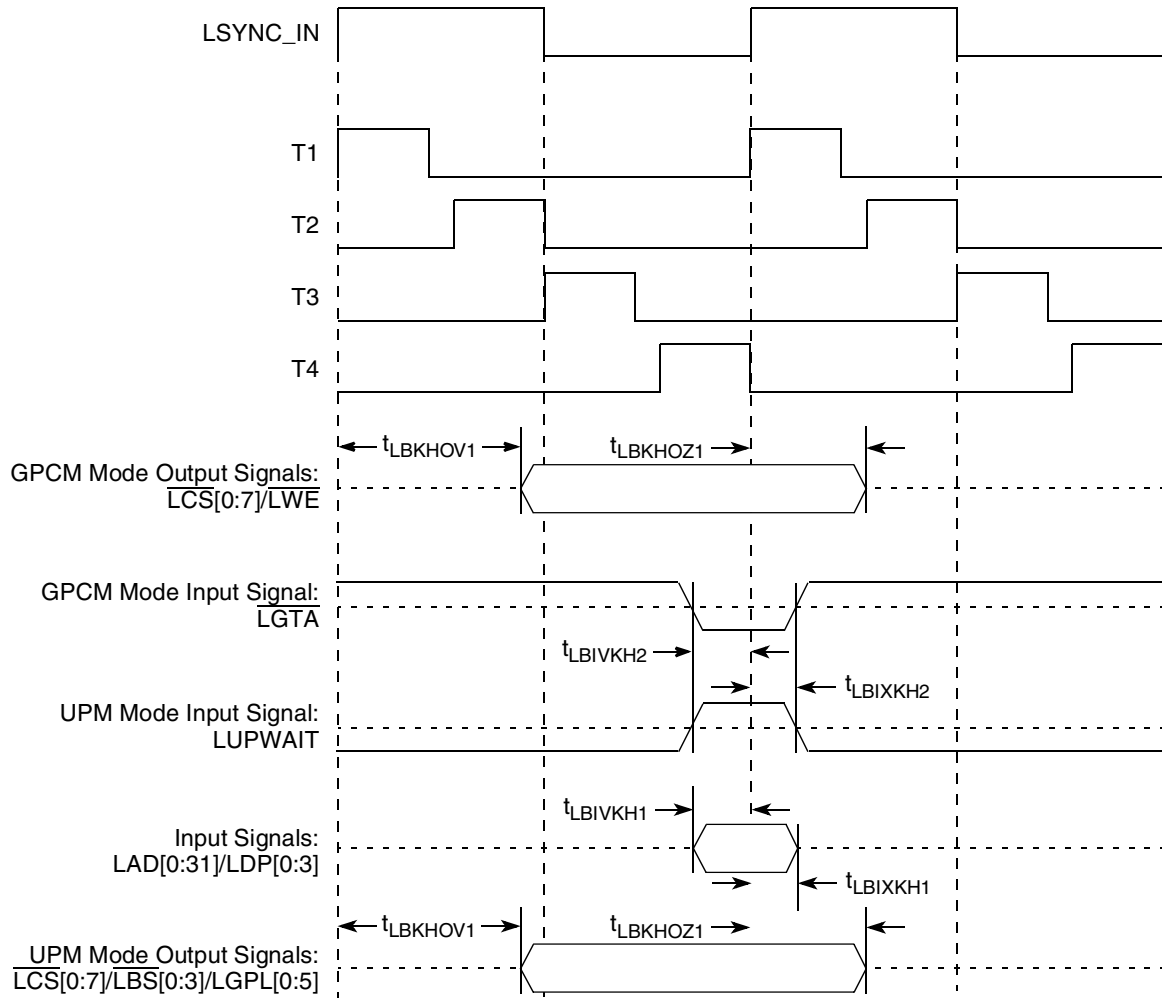 LSYNC_IN
T1
T2
T3
T4
tLBKHOV1
tLBKHOZ1
GPCM Mode Output Signals:
LCS[0:7]/LWE
GPCM Mode Input Signal:
LGTA
tLBIVKH2
tLBIXKH2
UPM Mode Input Signal:
LUPWAIT
tLBIVKH1
Input Signals:
LAD[0:31]/LDP[0:3]
tLBIXKH1
tLBKHOV1
tLBKHOZ1
UPM Mode Output Signals:
LCS[0:7]/LBS[0:3]/LGPL[0:5]